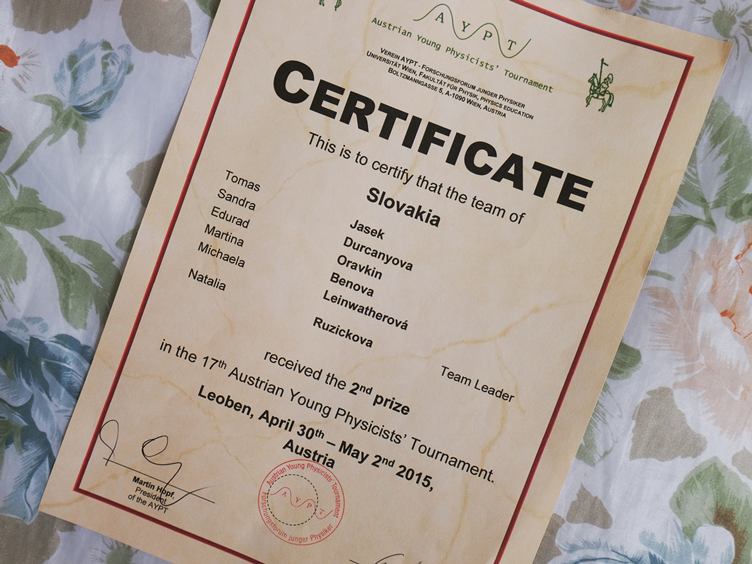 AYPT
Austrian Young Physicists' Tournament
VEREIN AYPT - FORSCHUNGSFORUM JUNGER PHYSIKER
UNIVERSITÄT WIEN, FAKULTÄT FÜR PHYSIK, PHYSICS EDUCATION
BOLTZMANNGASSE 5, A-1090 WIEN, AUSTRIA
CERTIFICATE
This is to certify that the team of
Slovakia
Tomas Jasek
Sandra Durcanyova
Edurad Oravkin
Martina Benova
Michaela Leinwatherová
Natalia Ruzickova Team Leader
received the 2nd prize
in the 17th Austrian Young Physicists' Tournament.
Leoben, April 30th – May 2nd 2015,
Austria
Martin Hopf,
President
of the AYPT
Austrian Young Physicists' Tournament
AYPT
Forschungsforum junger Physiker